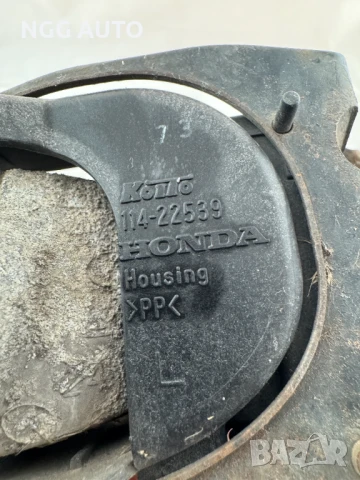 NGG AUTO
73
KOITO
114-22539
HONDA
Housing
>PP<
L
BAZAR